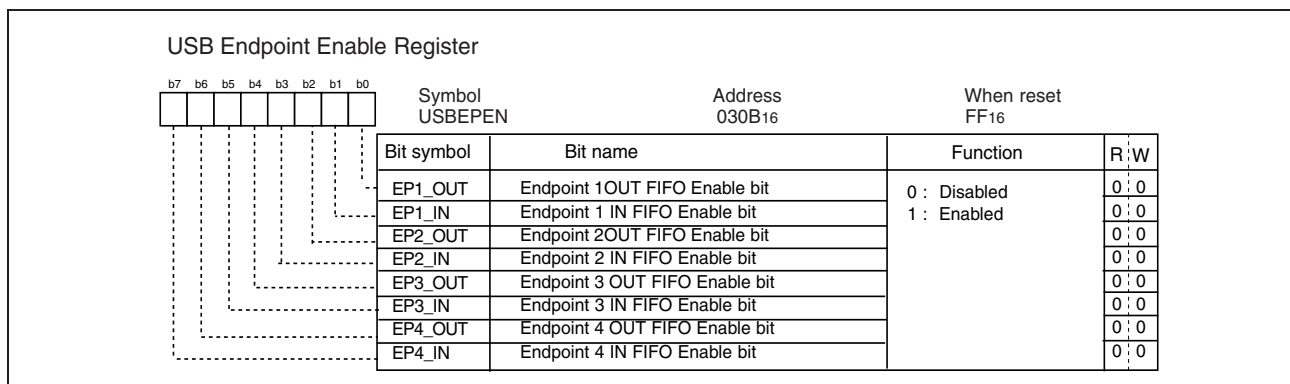 USB Endpoint Enable Register
b7 b6 b5 b4 b3 b2 b1 b0
Symbol Address When reset
USBEPEN 030B16 FF16
Bit symbol Bit name Function R W
EP1_OUT Endpoint 1OUT FIFO Enable bit 0 : Disabled 0 0
EP1_IN Endpoint 1 IN FIFO Enable bit 1 : Enabled 0 0
EP2_OUT Endpoint 2OUT FIFO Enable bit 0 0
EP2_IN Endpoint 2 IN FIFO Enable bit 0 0
EP3_OUT Endpoint 3 OUT FIFO Enable bit 0 0
EP3_IN Endpoint 3 IN FIFO Enable bit 0 0
EP4_OUT Endpoint 4 OUT FIFO Enable bit 0 0
EP4_IN Endpoint 4 IN FIFO Enable bit 0 0